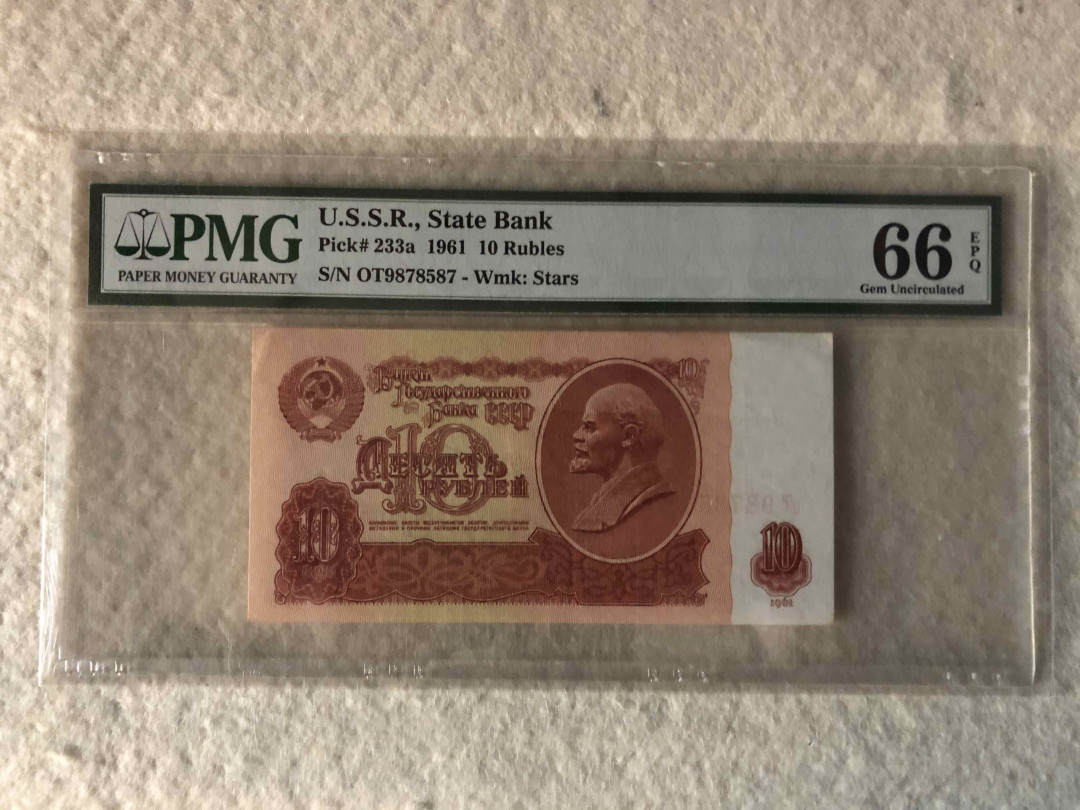 PMG
PAPER MONEY GUARANTY
U.S.S.R., State Bank
Pick# 233a 1961 10 Rubles
S/N OT9878587 - Wmk: Stars
66
EPQ
Gem Uncirculated
Билет
Государственного
Банка СССР
10
10
Десять
рублей
10
10
1961